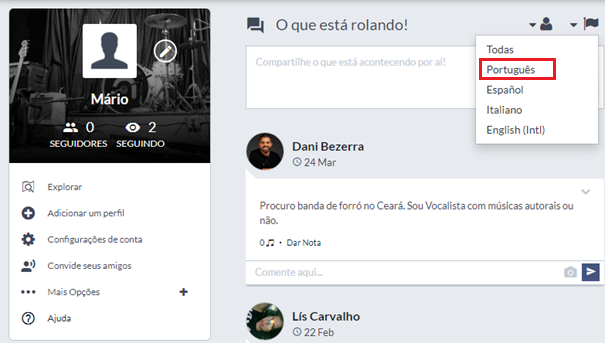 Mário
0 2
SEGUIDORES SEGUINDO
Explorar
Adicionar um perfil
Configurações de conta
Convide seus amigos
Mais Opções
Ajuda
O que está rolando!
Compartilhe o que está acontecendo por aí!
Todas
Português
Español
Italiano
English (Intl)
Dani Bezerra
24 Mar
Procuro banda de forró no Ceará. Sou Vocalista com músicas autorais ou
não.
0 • Dar Nota
Comente aqui...
Lís Carvalho
22 Feb